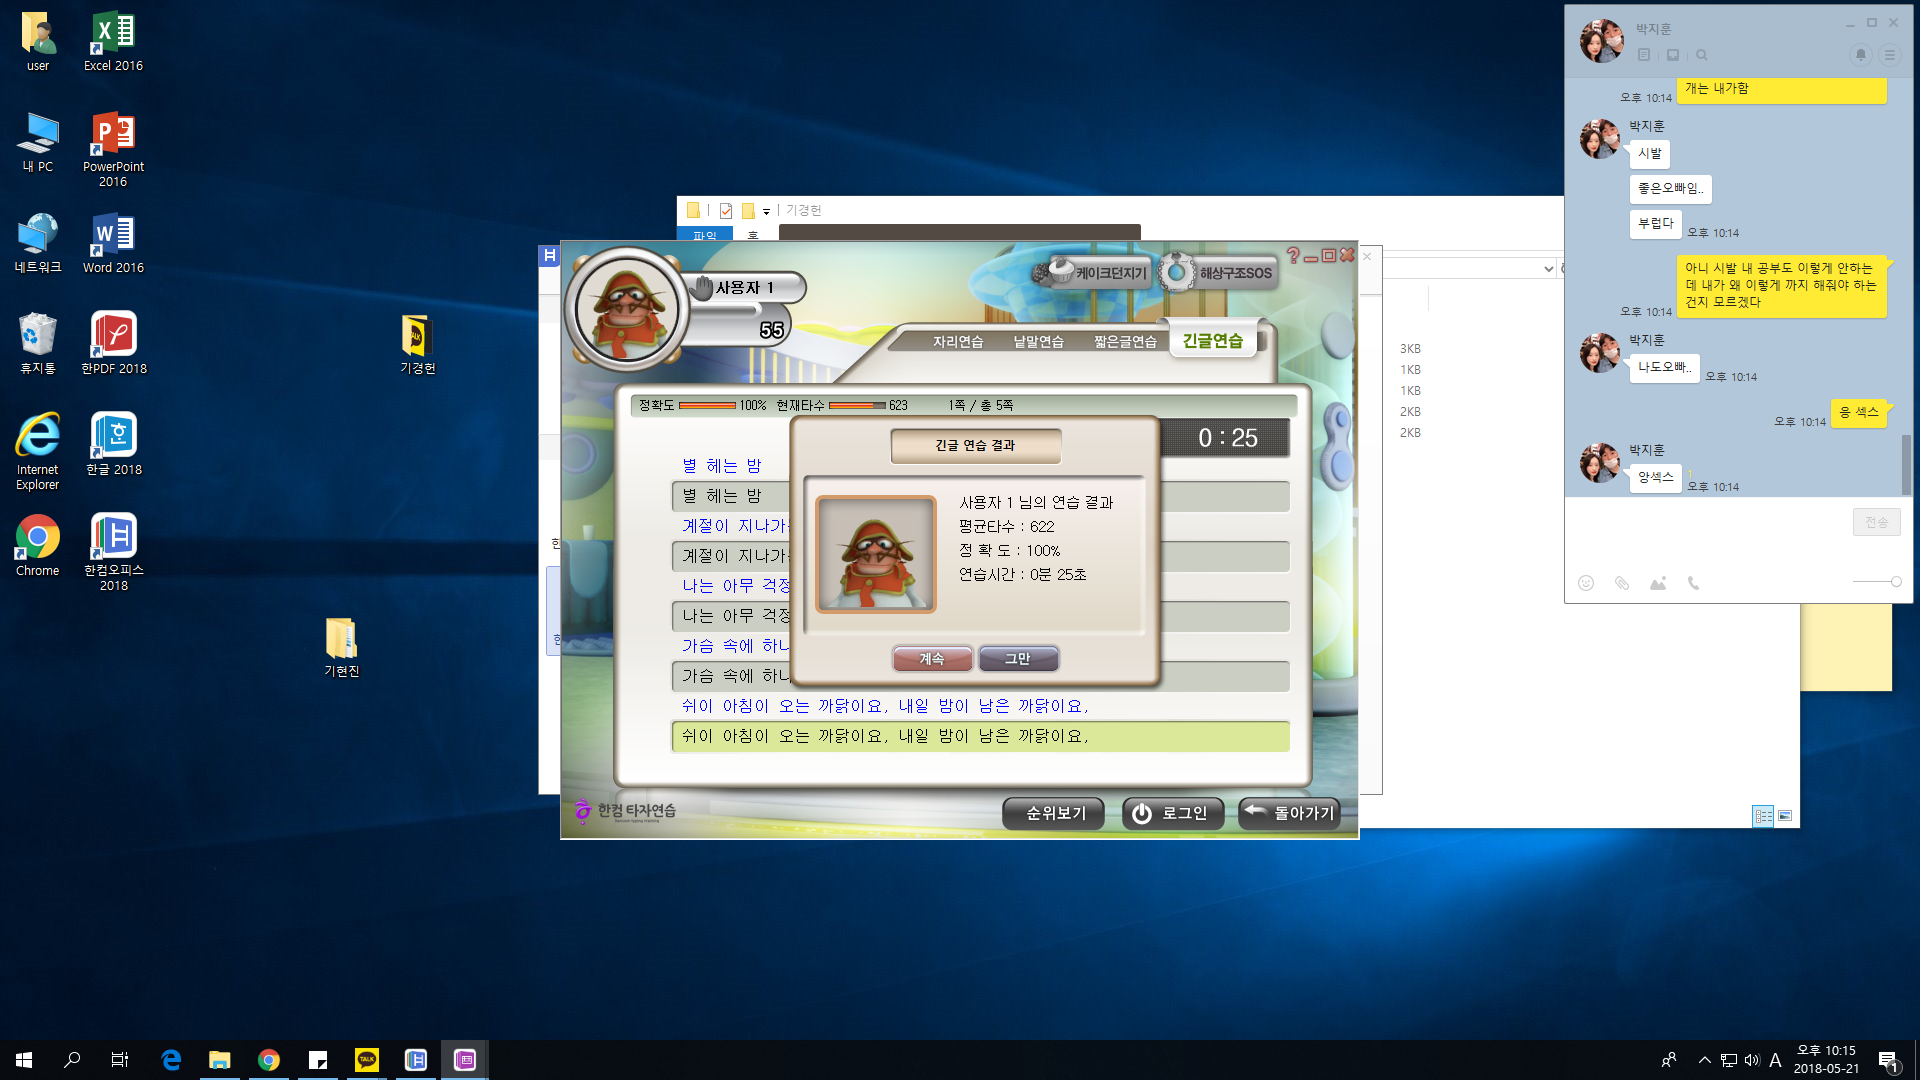 user
Excel 2016
내 PC
PowerPoint
2016
네트워크
Word 2016
휴지통
한PDF 2018
Internet
Explorer
한글 2018
Chrome
한컴오피스
2018
기경헌
기현진
기경헌
파일
홈
3KB
1KB
1KB
2KB
2KB
사용자 1
55
케이크던지기
해상구조SOS
자리연습
낱말연습
짧은글연습
긴글연습
정확도 100% 현재타수 623 1쪽 / 총 5쪽
0 : 25
별 헤는 밤
별 헤는 밤
계절이 지나가
계절이 지나가
나는 아무 걱정
나는 아무 걱정
가슴 속에 하나
가슴 속에 하나
쉬이 아침이 오는 까닭이요, 내일 밤이 남은 까닭이요,
쉬이 아침이 오는 까닭이요, 내일 밤이 남은 까닭이요,
긴글 연습 결과
사용자 1 님의 연습 결과
평균타수 : 622
정 확 도 : 100%
연습시간 : 0분 25초
계속
그만
한컴 타자연습
순위보기
로그인
돌아가기
박지훈
개는 내가함
오후 10:14
박지훈
시발
좋은오빠임..
부럽다
오후 10:14
아니 시발 내 공부도 이렇게 안하는
데 내가 왜 이렇게 까지 해줘야 하는
건지 모르겠다
오후 10:14
박지훈
나도오빠..
오후 10:14
응 섹스
오후 10:14
박지훈
앙섹스
1
오후 10:14
전송
TALK
A
오후 10:15
2018-05-21
1